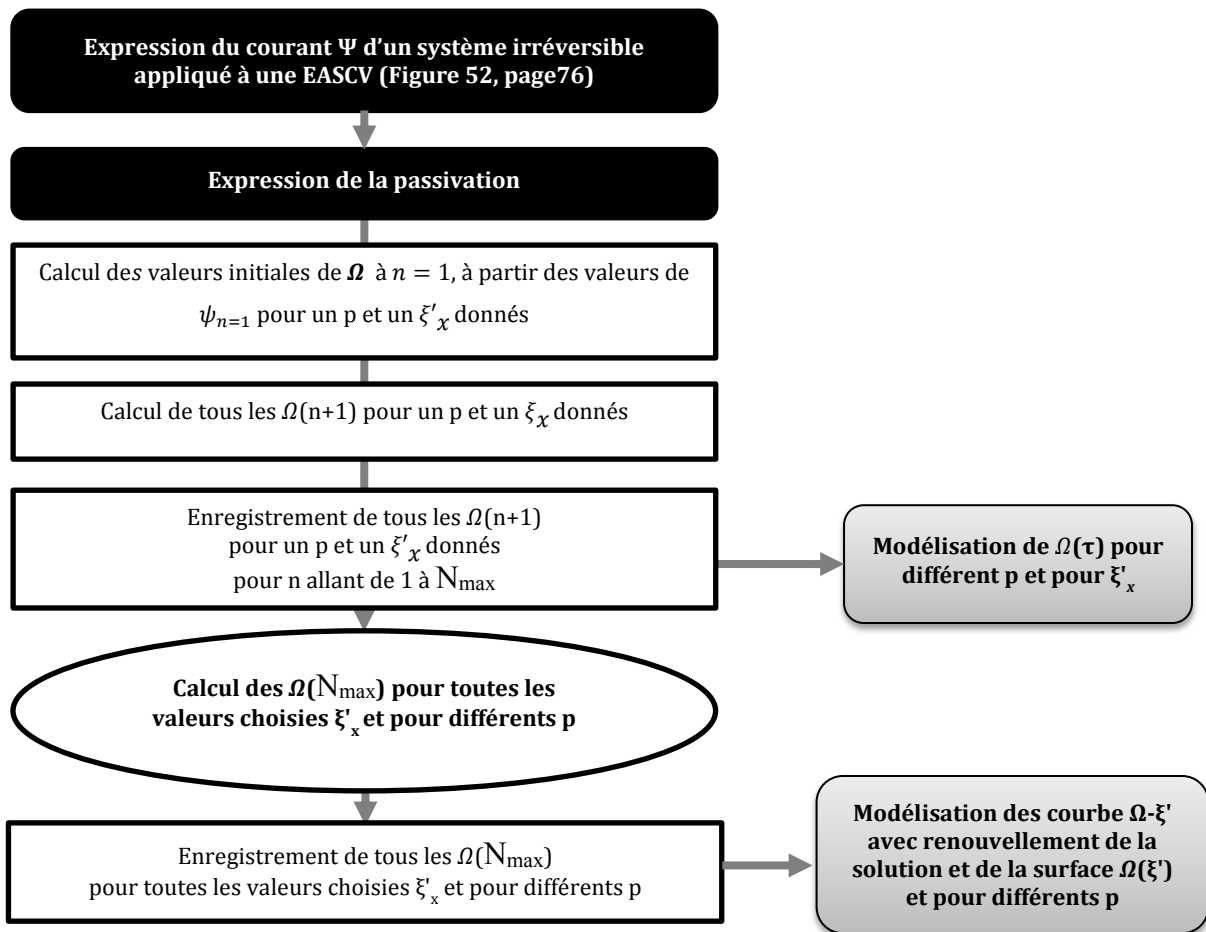 Expression du courant Ψ d’un système irréversible
appliqué à une EASCV (Figure 52, page76)
Expression de la passivation
Calcul des valeurs initiales de Ω à n = 1, à partir des valeurs de
ψn=1 pour un p et un ξ'x donnés
Calcul de tous les Ω(n+1) pour un p et un ξx donnés
Enregistrement de tous les Ω(n+1)
pour un p et un ξ'x donnés
pour n allant de 1 à Nmax
Modélisation de Ω(τ) pour
différent p et pour ξ'x
Calcul des Ω(Nmax) pour toutes les
valeurs choisies ξ'x et pour différents p
Enregistrement de tous les Ω(Nmax)
pour toutes les valeurs choisies ξ'x et pour différents p
Modélisation des courbe Ω-ξ'
avec renouvellement de la
solution et de la surface Ω(ξ')
et pour différents p